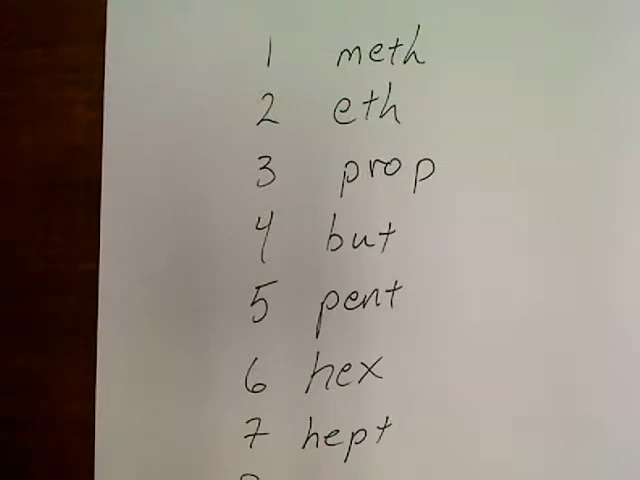 1 meth
2 eth
3 prop
4 but
5 pent
6 hex
7 hept